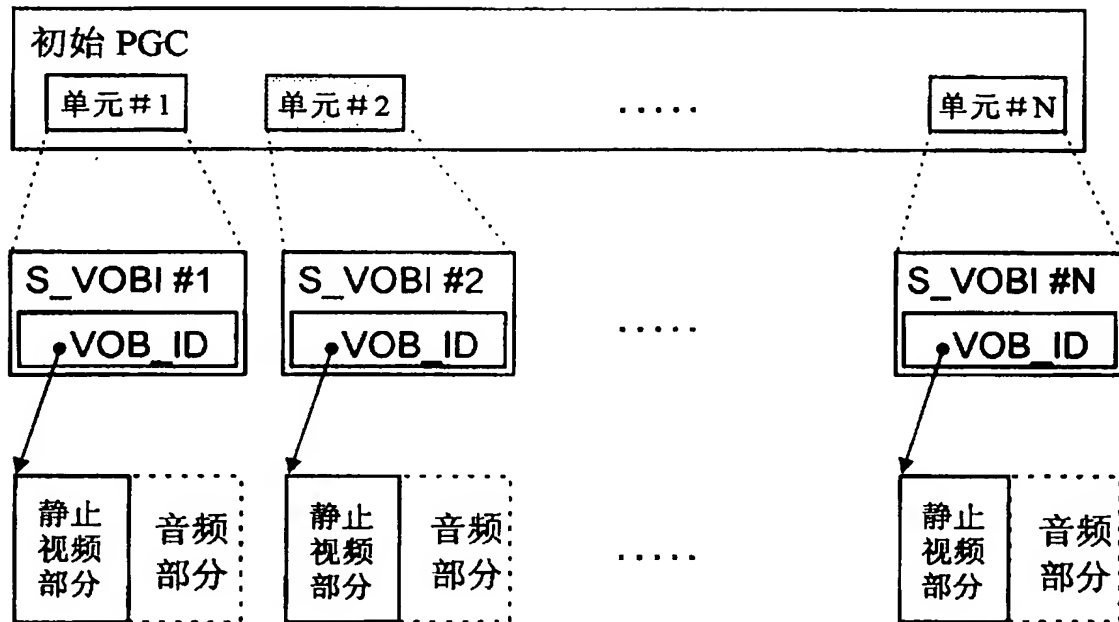 初始 PGC
单元#1
单元#2
.....
单元#N
S_VOBI #1
VOB_ID
S_VOBI #2
VOB_ID
.....
S_VOBI #N
VOB_ID
静止
视频
部分
音频
部分
静止
视频
部分
音频
部分
.....
静止
视频
部分
音频
部分